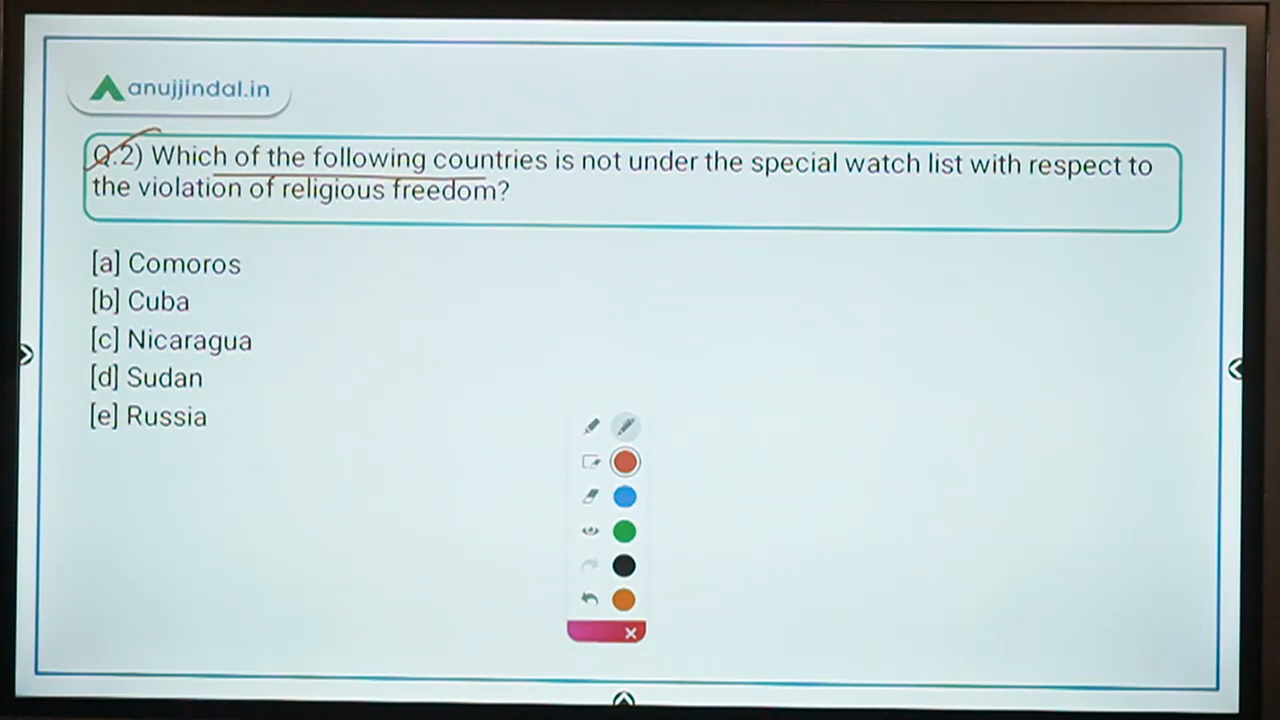 anujjindal.in
Q.2) Which of the following countries is not under the special watch list with respect to
the violation of religious freedom?
[a] Comoros
[b] Cuba
[c] Nicaragua
[d] Sudan
[e] Russia